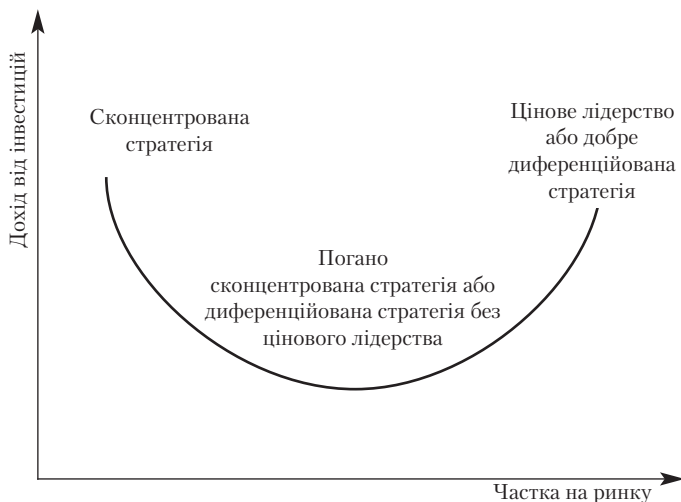 Дохід від інвестицій
Сконцентрована
стратегія
Цінове лідерство
або добре
диференційована
стратегія
Погано
сконцентрована стратегія або
диференційована стратегія без
цінового лідерства
Частка на ринку